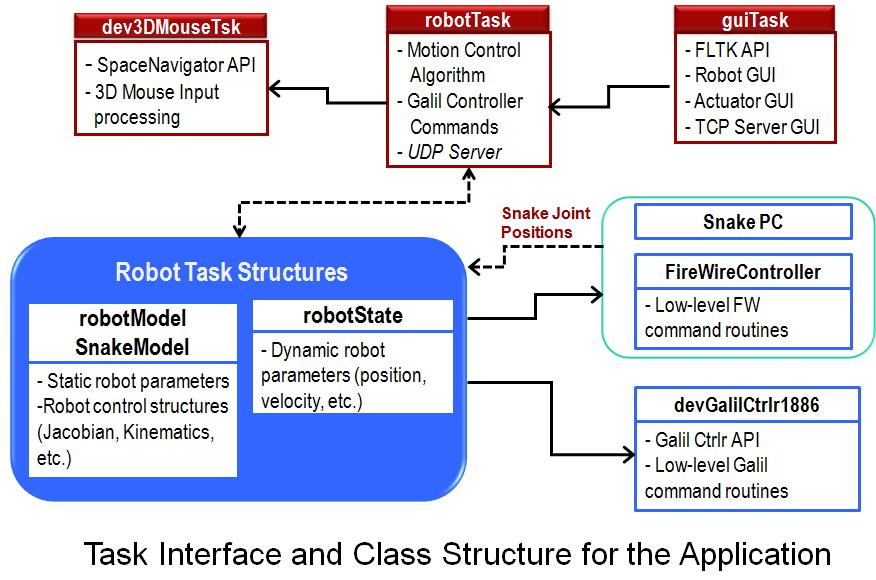 dev3DMouseTsk
- SpaceNavigator API
- 3D Mouse Input
processing
robotTask
- Motion Control
Algorithm
- Galil Controller
Commands
- UDP Server
guiTask
- FLTK API
- Robot GUI
- Actuator GUI
- TCP Server GUI
Snake Joint
Positions
Snake PC
FireWireController
- Low-level FW
command routines
Robot Task Structures
robotModel
SnakeModel
- Static robot parameters
-Robot control structures
(Jacobian, Kinematics,
etc.)
robotState
- Dynamic robot
parameters (position,
velocity, etc.)
devGalilCtrlr1886
- Galil Ctrlr API
- Low-level Galil
command routines
Task Interface and Class Structure for the Application